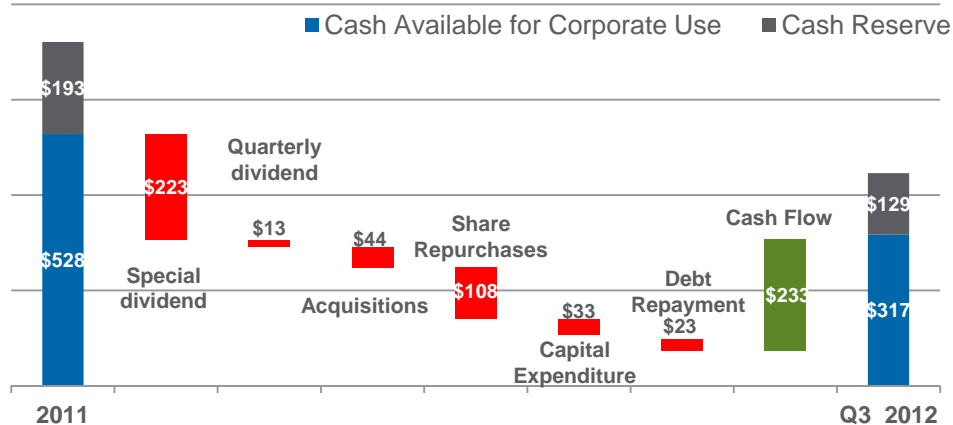 Cash Available for Corporate Use
Cash Reserve
$193
$528
$223
Special
dividend
Quarterly
dividend
$13
$44
Acquisitions
Share
Repurchases
$108
$33
Capital
Expenditure
Debt
Repayment
$23
Cash Flow
$233
$129
$317
2011
Q3 2012